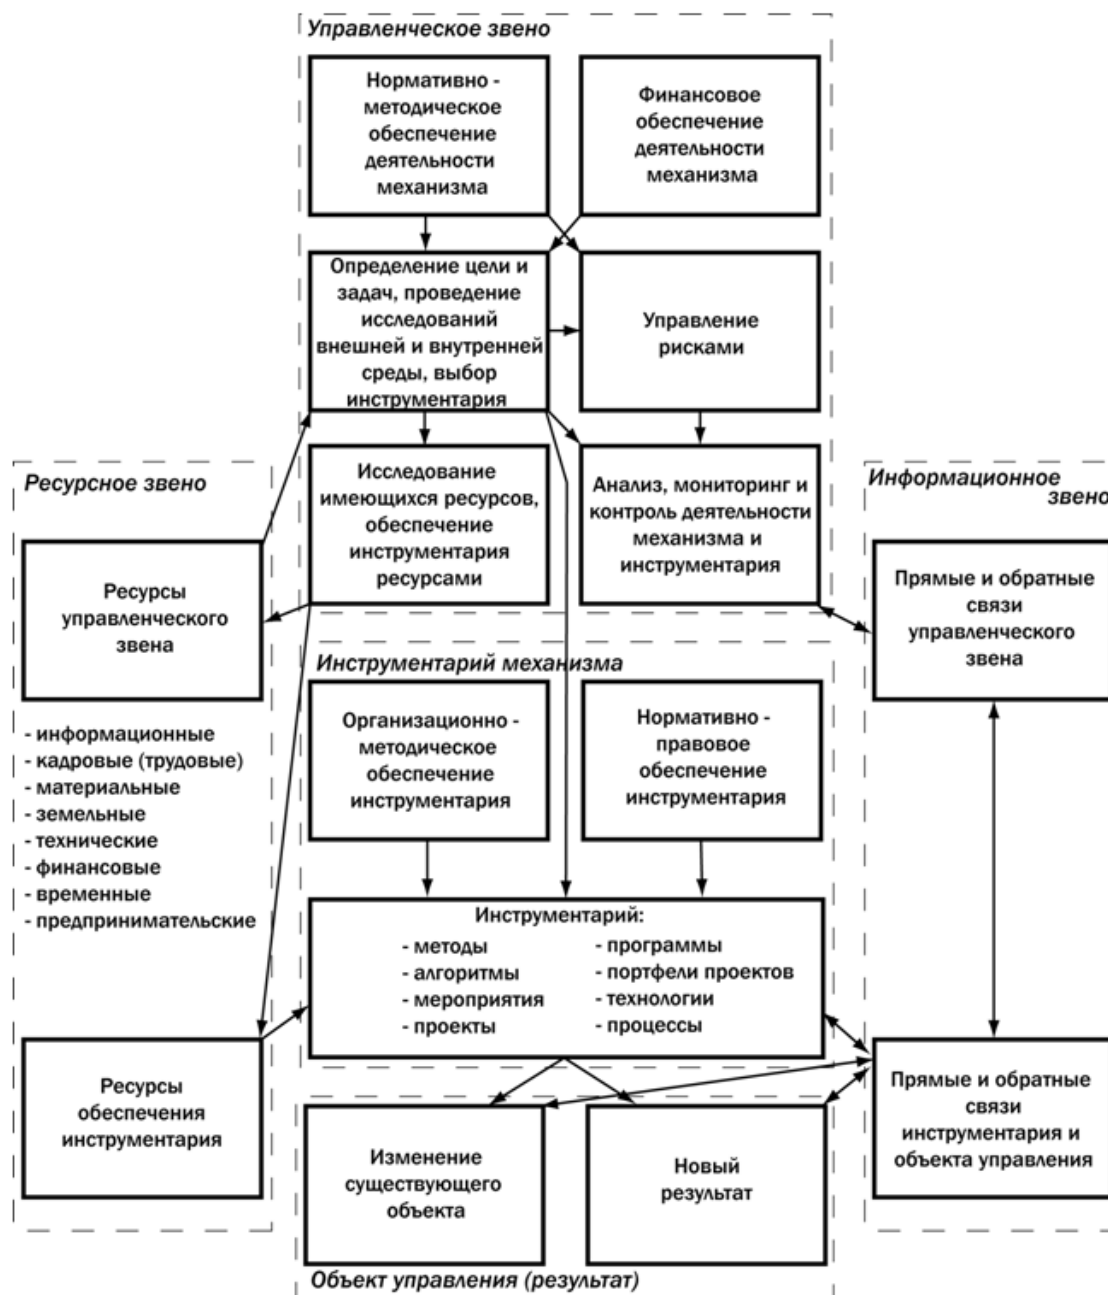 Управленческое звено
Нормативно -
методическое
обеспечение
деятельности
механизма
Финансовое
обеспечение
деятельности
механизма
Определение цели и
задач, проведение
исследований
внешней и внутренней
среды, выбор
инструментария
Управление
рисками
Исследование
имеющихся ресурсов,
обеспечение
инструментария
ресурсами
Анализ, мониторинг и
контроль деятельности
механизма и
инструментария
Ресурсное звено
Ресурсы
управленческого
звена
- информационные
- кадровые (трудовые)
- материальные
- земельные
- технические
- финансовые
- временные
- предпринимательские
Ресурсы
обеспечения
инструментария
Инструментарий механизма
Организационно -
методическое
обеспечение
инструментария
Нормативно -
правовое
обеспечение
инструментария
Инструментарий:
- методы
- алгоритмы
- мероприятия
- проекты
- программы
- портфели проектов
- технологии
- процессы
Информационное
звено
Прямые и обратные
связи
управленческого
звена
Прямые и обратные
связи
инструментария и
объекта управления
Изменение
существующего
объекта
Новый
результат
Объект управления (результат)